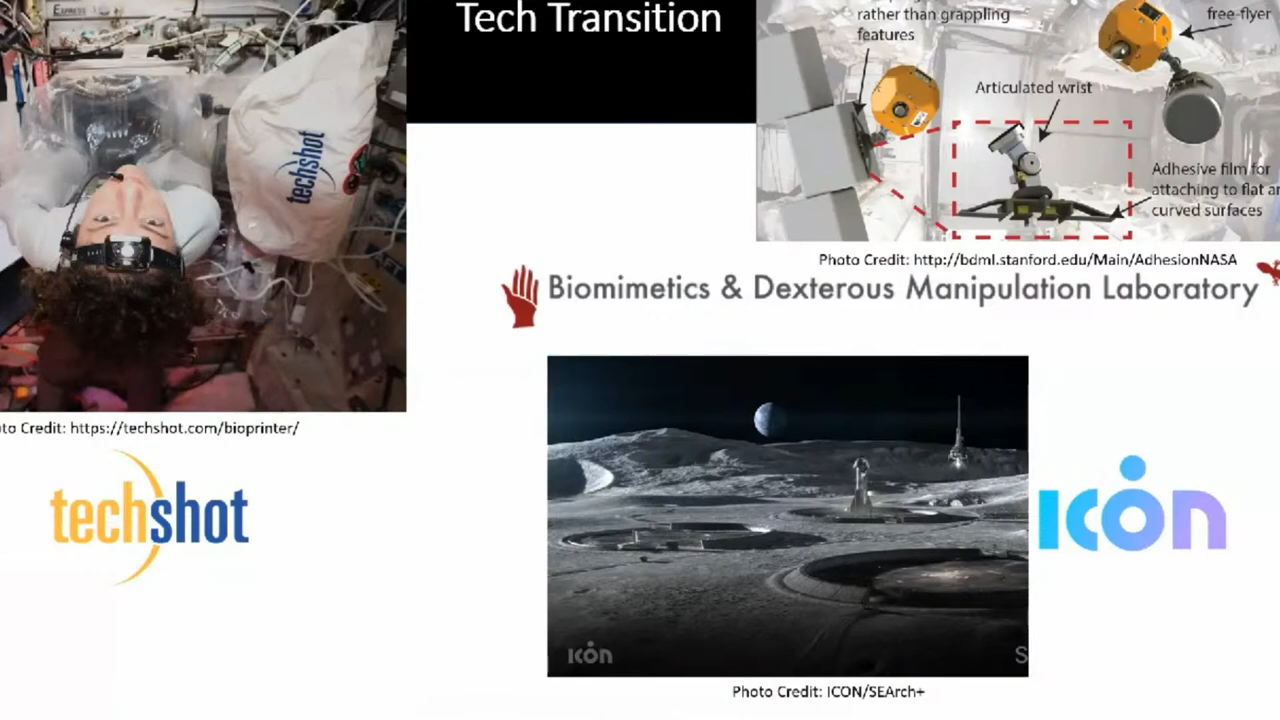 Express
techshot
Tech Transition
rather than grappling
features
free-flyer
Articulated wrist
Adhesive film for
attaching to flat
curved surfaces
Photo Credit: http://bdml.stanford.edu/Main/AdhesionNASA
Biomimetics & Dexterous Manipulation Laboratory
Credit: https://techshot.com/bioprinter/
techshot
ICON
ICON
S
Photo Credit: ICON/SEArch+